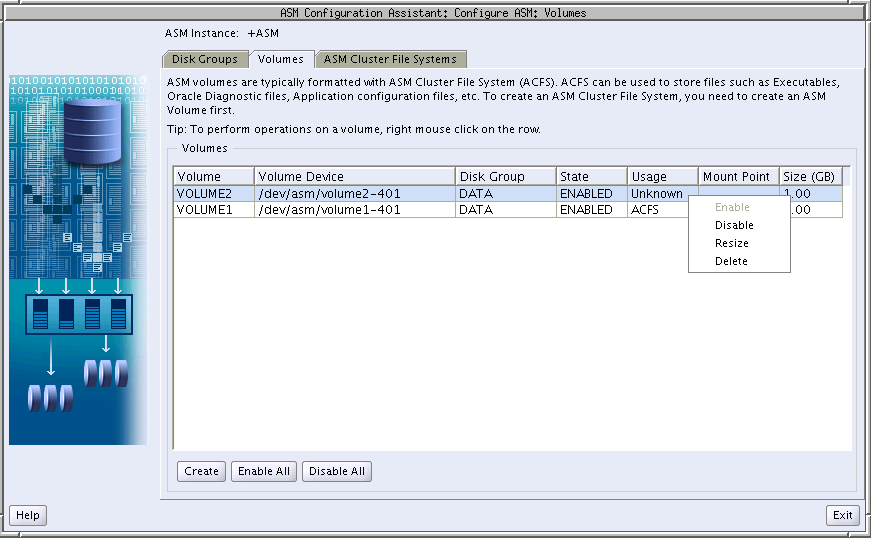 ASM Configuration Assistant: Configure ASM: Volumes
ASM Instance: +ASM
Disk Groups Volumes ASM Cluster File Systems
ASM volumes are typically formatted with ASM Cluster File System (ACFS). ACFS can be used to store files such as Executables,
Oracle Diagnostic files, Application configuration files, etc. To create an ASM Cluster File System, you need to create an ASM
Volume first.
Tip: To perform operations on a volume, right mouse click on the row.
Volumes
Volume Volume Device Disk Group State Usage Mount Point Size (GB)
VOLUME2 /dev/asm/volume2-401 DATA ENABLED Unknown 1.00
VOLUME1 /dev/asm/volume1-401 DATA ENABLED ACFS .00
Enable
Disable
Resize
Delete
Create Enable All Disable All
Help Exit